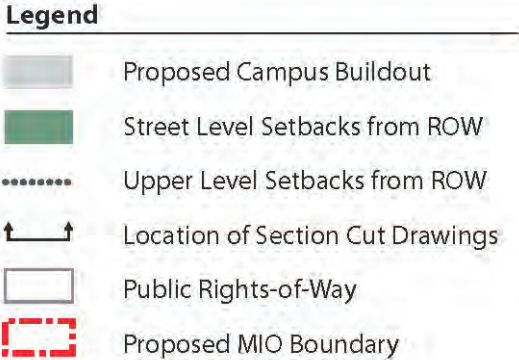 Legend
Proposed Campus Buildout
Street Level Setbacks from ROW
Upper Level Setbacks from ROW
Location of Section Cut Drawings
Public Rights-of-Way
Proposed MIO Boundary